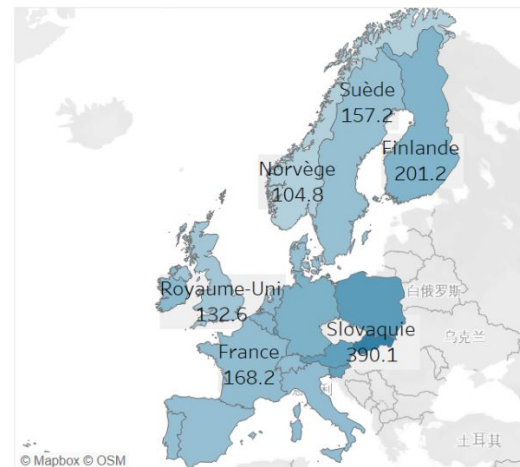 Suède
157.2
Finlande
201.2
Norvège
104.8
白俄罗斯
Royaume-Uni
132.6
Slovaquie
390.1
乌克兰
France
168.2
利
土耳其
© Mapbox © OSM